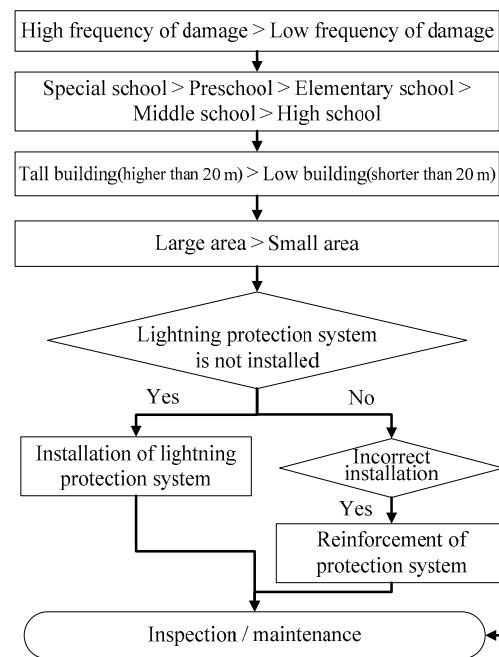 High frequency of damage > Low frequency of damage
Special school > Preschool > Elementary school >
Middle school > High school
Tall building(higher than 20 m) > Low building(shorter than 20 m)
Large area > Small area
Lightning protection system
is not installed
Yes
No
Installation of lightning
protection system
Incorrect
installation
Yes
Reinforcement of
protection system
Inspection / maintenance